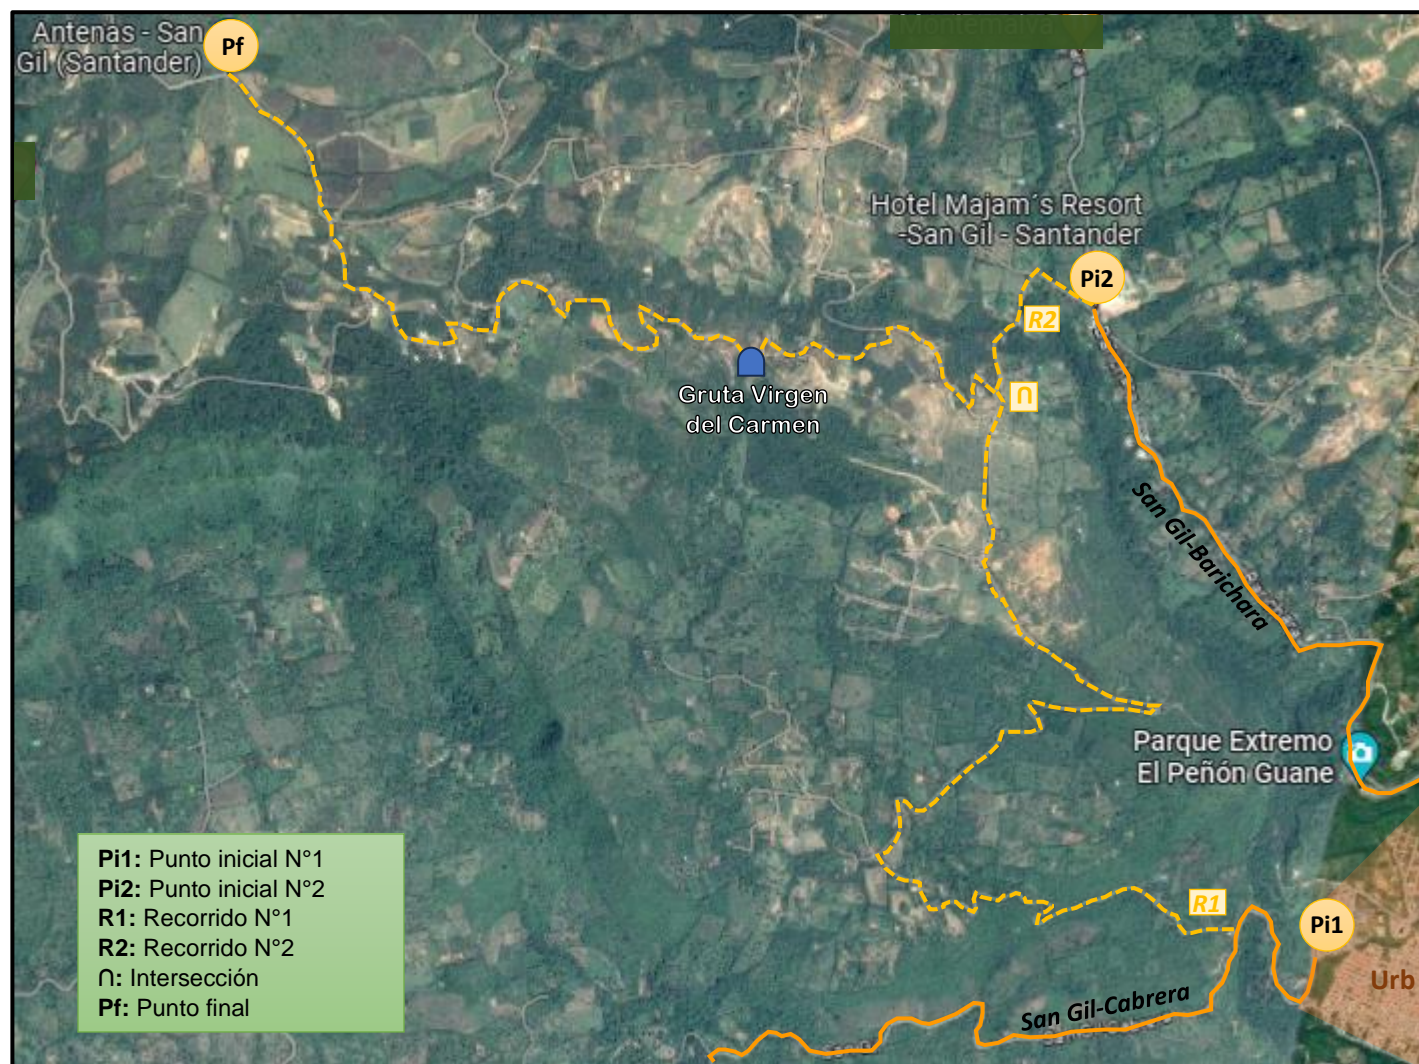 Antenas - San
Gil (Santander)
Pf
Hotel Majam´s Resort
-San Gil - Santander
Pi2
R2
∩
Gruta Virgen
del Carmen
San Gil-Barichara
Parque Extremo
El Peñón Guane
R1
Pi1
Urb
San Gil-Cabrera
Pi1: Punto inicial N°1
Pi2: Punto inicial N°2
R1: Recorrido N°1
R2: Recorrido N°2
∩: Intersección
Pf: Punto final